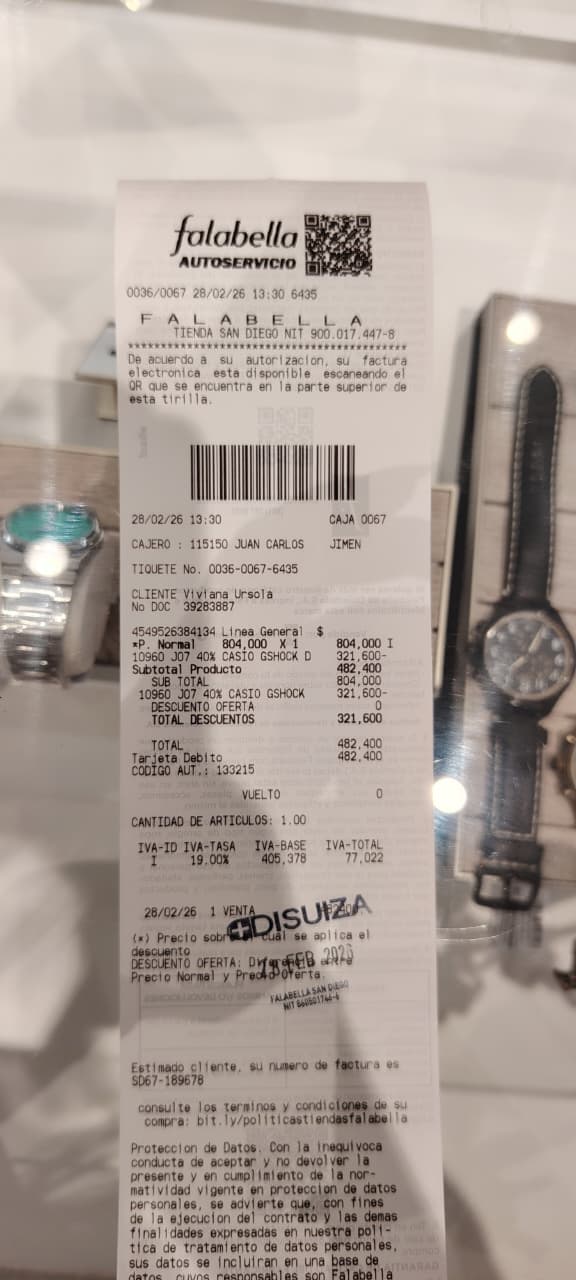 falabella
AUTOSERVICIO
0036/0067 28/02/26 13:30 6435
F A L A B E L L A
TIENDA SAN DIEGO NIT 900.017.447-8
****************************************
De acuerdo a su autorizacion, su factura
electronica esta disponible escaneando el
QR que se encuentra en la parte superior de
esta tirilla.
28/02/26 13:30 CAJA 0067
CAJERO : 115150 JUAN CARLOS JIMEN
TIQUETE No. 0036-0067-6435
CLIENTE Viviana Ursola
No DOC 39283887
4549526384134 Linea General $
*P. Normal 804,000 X 1 804,000 I
10960 J07 40% CASIO GSHOCK D 321,600-
Subtotal Producto 482,400
SUB TOTAL 804,000
10960 J07 40% CASIO GSHOCK 321,600-
DESCUENTO OFERTA 0
TOTAL DESCUENTOS 321,600
TOTAL 482,400
Tarjeta Debito 482,400
CODIGO AUT.: 133215
VUELTO 0
CANTIDAD DE ARTICULOS: 1.00
IVA-ID IVA-TASA IVA-BASE IVA-TOTAL
I 19.00% 405,378 77,022
28/02/26 1 VENTA
DISUIZA
(*) Precio sobre el cual se aplica el
descuento
DESCUENTO OFERTA: Diferencia entre
Precio Normal y Precio Oferta.
FEB
FALABELLA SAN DIEGO
NIT
Estimado cliente, su numero de factura es
SD67-189678
consulte los terminos y condiciones de su
compra: bit.ly/politicastiendasfalabella
Proteccion de Datos. Con la inequivoca
conducta de aceptar y no devolver la
presente y en cumplimiento de la nor-
matividad vigente en proteccion de datos
personales, se advierte que, con fines
de la ejecucion del contrato y las demas
finalidades expresadas en nuestra poli-
tica de tratamiento de datos personales,
sus datos se incluiran en una base de
datos, cuyos responsables son Falabella